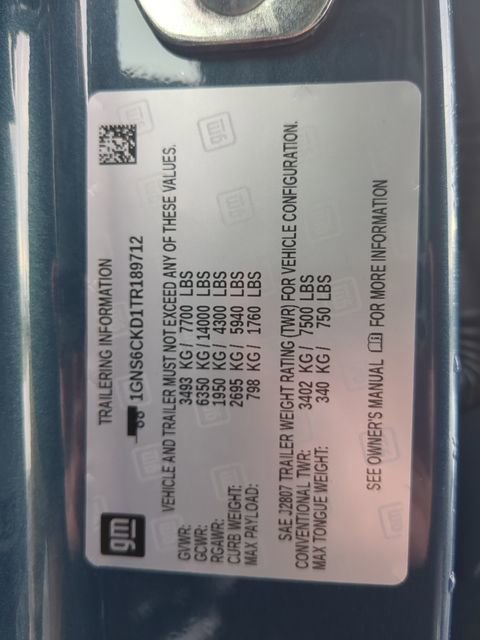 gm
TRAILERING INFORMATION
1GNS6CKD1TR189712
VEHICLE AND TRAILER MUST NOT EXCEED ANY OF THESE VALUES.
GVWR: 3493 KG / 7700 LBS
GCWR: 6350 KG / 14000 LBS
RGAWR: 1950 KG / 4300 LBS
CURB WEIGHT: 2695 KG / 5940 LBS
MAX PAYLOAD: 798 KG / 1760 LBS
SAE J2807 TRAILER WEIGHT RATING (TWR) FOR VEHICLE CONFIGURATION.
CONVENTIONAL TWR: 3402 KG / 7500 LBS
MAX TONGUE WEIGHT: 340 KG / 750 LBS
SEE OWNER'S MANUAL FOR MORE INFORMATION